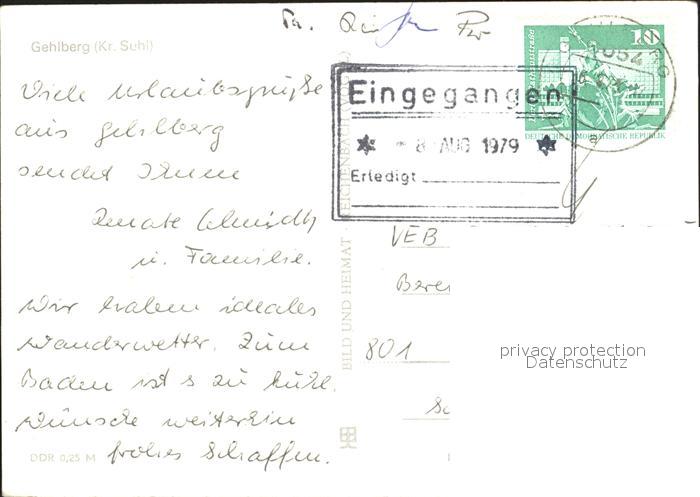 Gehlberg (Kr. Suhl)
Viele Urlaubsgrüße
aus Gehlberg
sendet Ihnen
Renate Schmidt
u. Familie.
Wir haben ideales
Wanderwetter. Zum
Baden ist s zu kühl.
Wünsche weiterhin
frohes Schaffen.
DDR 0,25 M
BILD UND HEIMAT · REICHENBACH
10
DEUTSCHE DEMOKRATISCHE REPUBLIK
Eingegangen
- 8. AUG 1979
Erledigt
a
VEB
801
privacy protection
Datenschutz